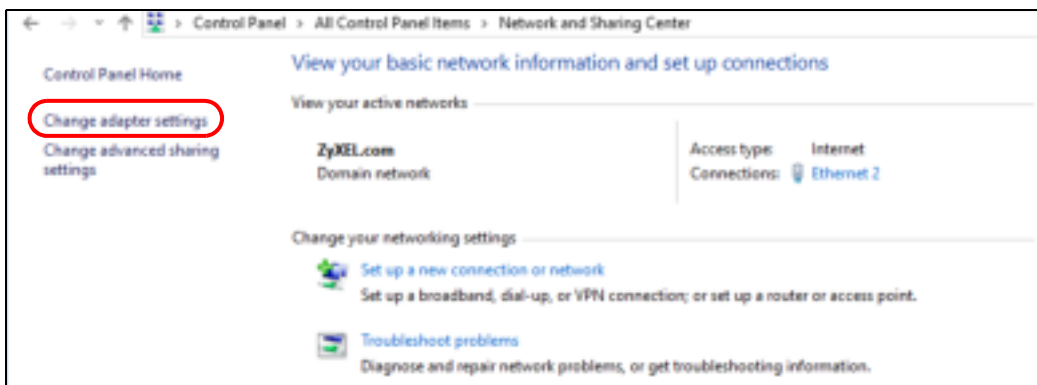 Control Panel > All Control Panel Items > Network and Sharing Center
Control Panel Home
Change adapter settings
Change advanced sharing
settings
View your basic network information and set up connections
View your active networks
ZyXEL.com
Domain network
Access type: Internet
Connections: Ethernet 2
Change your networking settings
Set up a new connection or network
Set up a broadband, dial-up, or VPN connection; or set up a router or access point.
Troubleshoot problems
Diagnose and repair network problems, or get troubleshooting information.